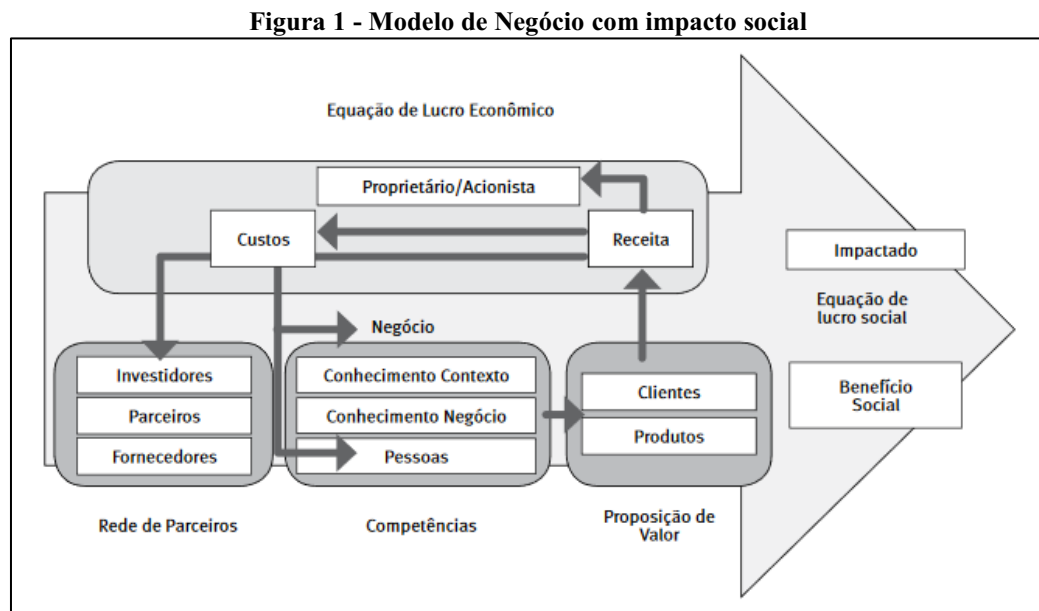 Figura 1 - Modelo de Negócio com impacto social
Equação de Lucro Econômico
Proprietário/Acionista
Custos
Receita
Impactado
Equação de
lucro social
Benefício
Social
Negócio
Investidores
Parceiros
Fornecedores
Conhecimento Contexto
Conhecimento Negócio
Pessoas
Clientes
Produtos
Rede de Parceiros
Competências
Proposição de
Valor